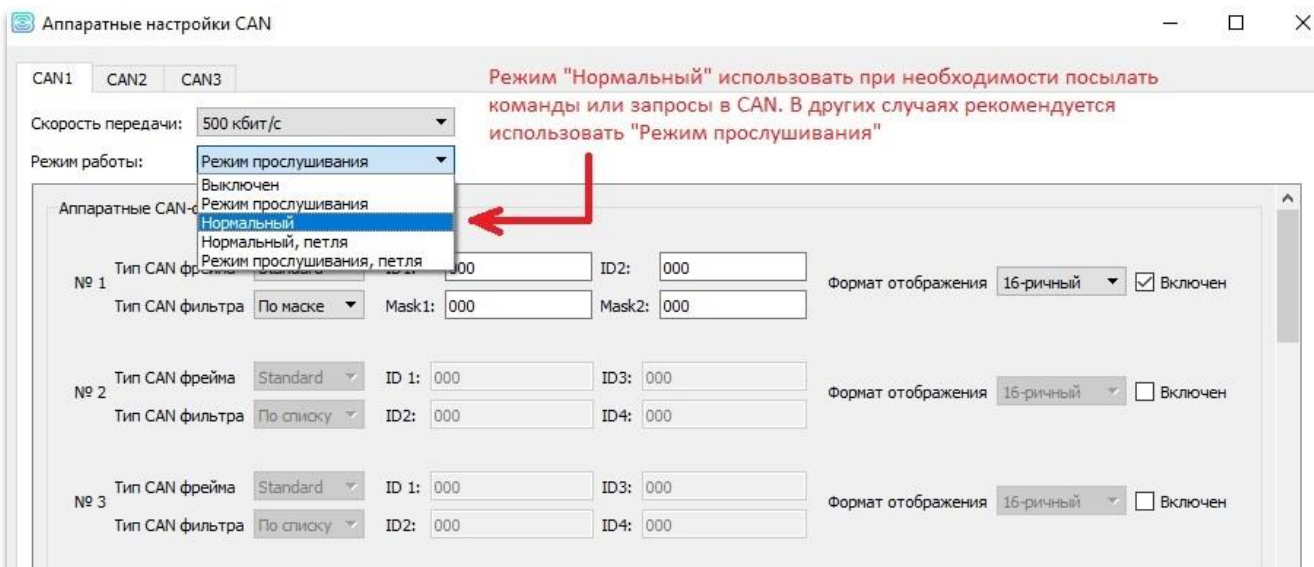 Аппаратные настройки CAN
CAN1 CAN2 CAN3
Режим "Нормальный" использовать при необходимости посылать
команды или запросы в CAN. В других случаях рекомендуется
использовать "Режим прослушивания"
Скорость передачи: 500 кбит/с
Режим работы: Режим прослушивания
Выключен
Режим прослушивания
Нормальный
Нормальный, петля
Режим прослушивания, петля
Аппаратные CAN-
№ 1 Тип CAN фрейма 000 ID2: 000 Формат отображения 16-ричный Включен
Тип CAN фильтра По маске Mask1: 000 Mask2: 000
№ 2 Тип CAN фрейма Standard ID 1: 000 ID3: 000 Формат отображения 16-ричный Включен
Тип CAN фильтра По списку ID2: 000 ID4: 000
№ 3 Тип CAN фрейма Standard ID 1: 000 ID3: 000 Формат отображения 16-ричный Включен
Тип CAN фильтра По списку ID2: 000 ID4: 000